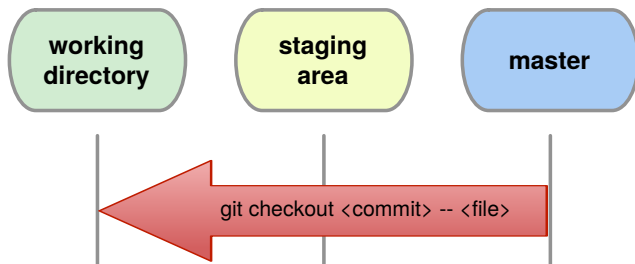 working
directory
staging
area
master
git checkout <commit> -- <file>